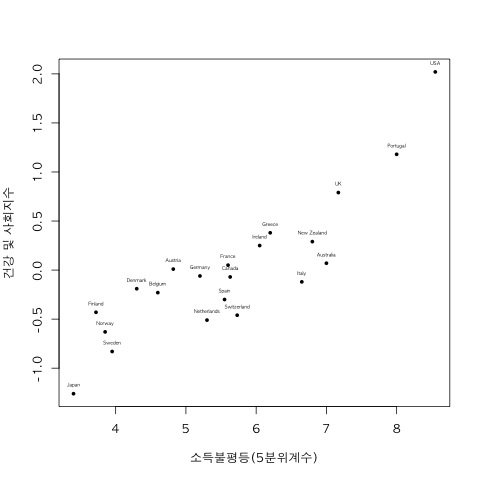 USA
Portugal
UK
Greece
New Zealand
Ireland
France
Australia
Austria
Germany
Canada
Italy
Denmark
Belgium
Spain
Switzerland
Finland
Netherlands
Norway
Sweden
Japan
2.0
1.5
1.0
0.5
0.0
-0.5
-1.0
건강 및 사회지수
4 5 6 7 8
소득불평등(5분위계수)